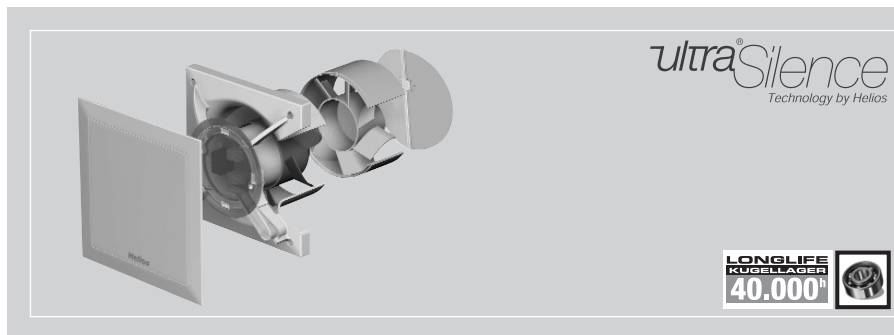 ultra®Silence
Technology by Helios
Helios
LONGLIFE
KUGELLAGER
40.000h